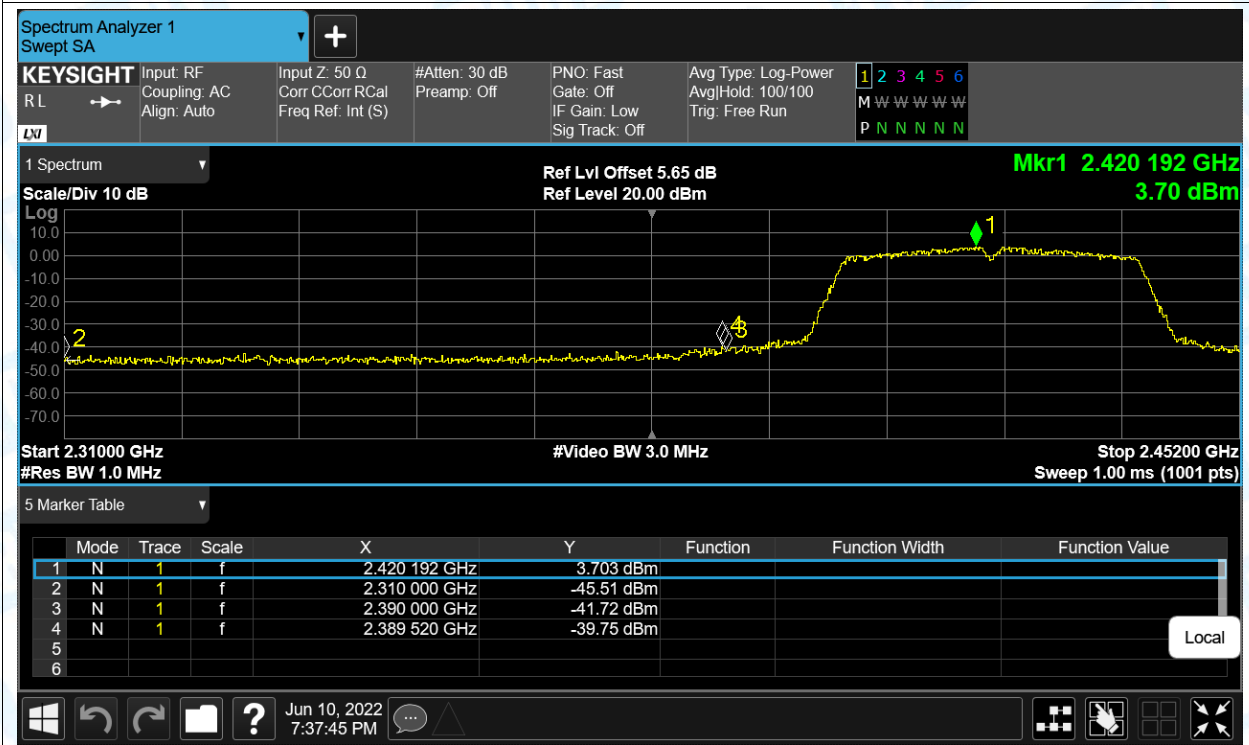 Spectrum Analyzer 1
Swept SA
+
KEYSIGHT Input: RF Input Z: 50 Ω #Atten: 30 dB PNO: Fast Avg Type: Log-Power 1 2 3 4 5 6
R L Coupling: AC Corr CCorr RCal Preamp: Off Gate: Off Avg|Hold: 100/100 M W W W W W W
Align: Auto Freq Ref: Int (S) IF Gain: Low Trig: Free Run
LXI Sig Track: Off P N N N N N N
1 Spectrum Ref Lvl Offset 5.65 dB Mkr1 2.420 192 GHz
Scale/Div 10 dB Ref Level 20.00 dBm 3.70 dBm
Log
10.0 1
0.00
-10.0
-20.0
-30.0 2 4 3
-40.0
-50.0
-60.0
-70.0
Start 2.31000 GHz #Video BW 3.0 MHz Stop 2.45200 GHz
#Res BW 1.0 MHz Sweep 1.00 ms (1001 pts)
5 Marker Table
Mode Trace Scale X Y Function Function Width Function Value
1 N 1 f 2.420 192 GHz 3.703 dBm
2 N 1 f 2.310 000 GHz -45.51 dBm
3 N 1 f 2.390 000 GHz -41.72 dBm
4 N 1 f 2.389 520 GHz -39.75 dBm
5
6
Local
? Jun 10, 2022
7:37:45 PM